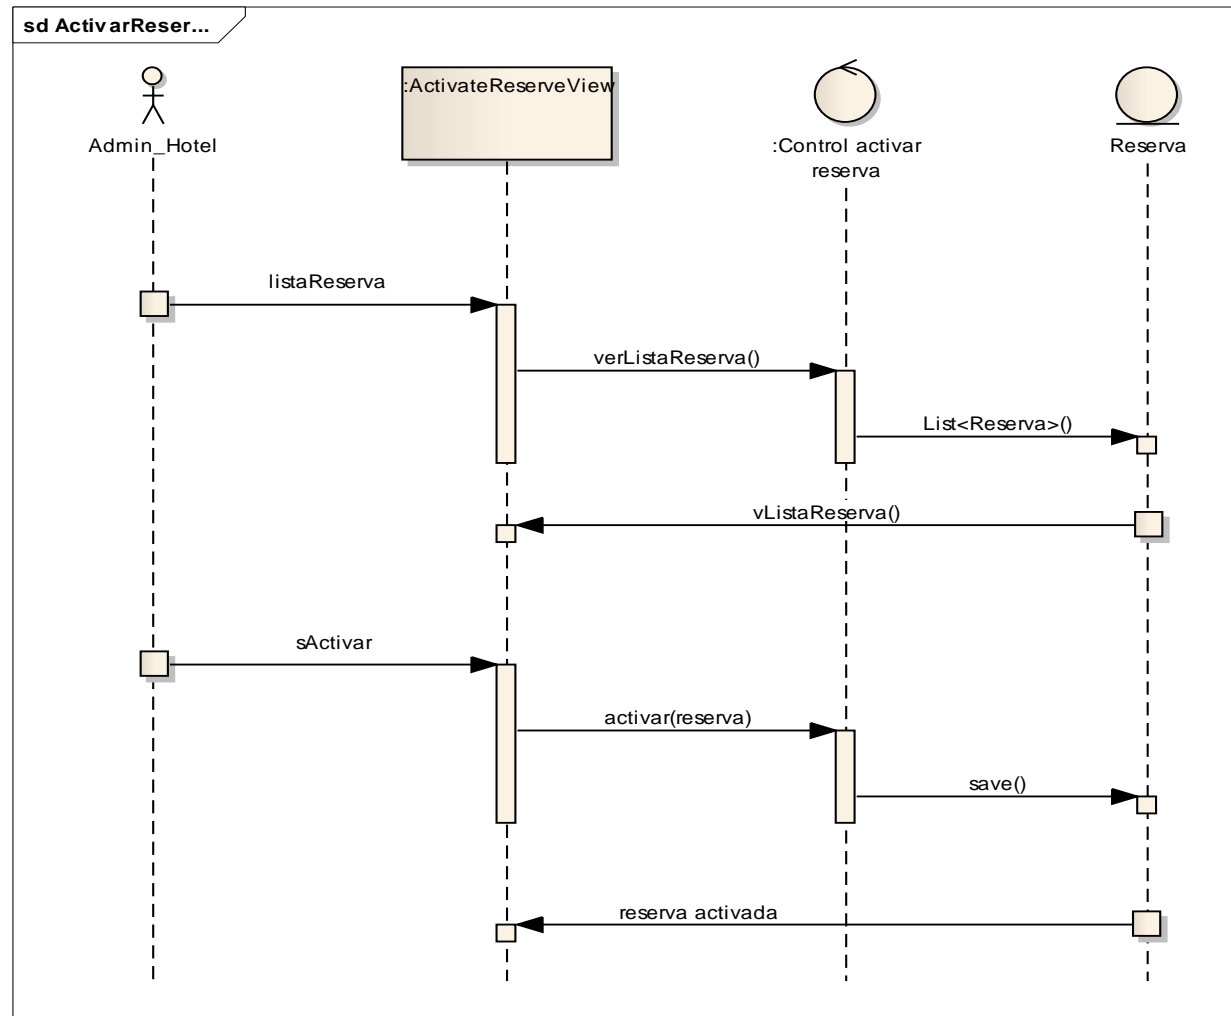 sd ActivarReser...
Admin_Hotel
:ActivateReserveView
:Control activar
reserva
Reserva
listaReserva
verListaReserva()
List<Reserva>()
vListaReserva()
sActivar
activar(reserva)
save()
reserva activada